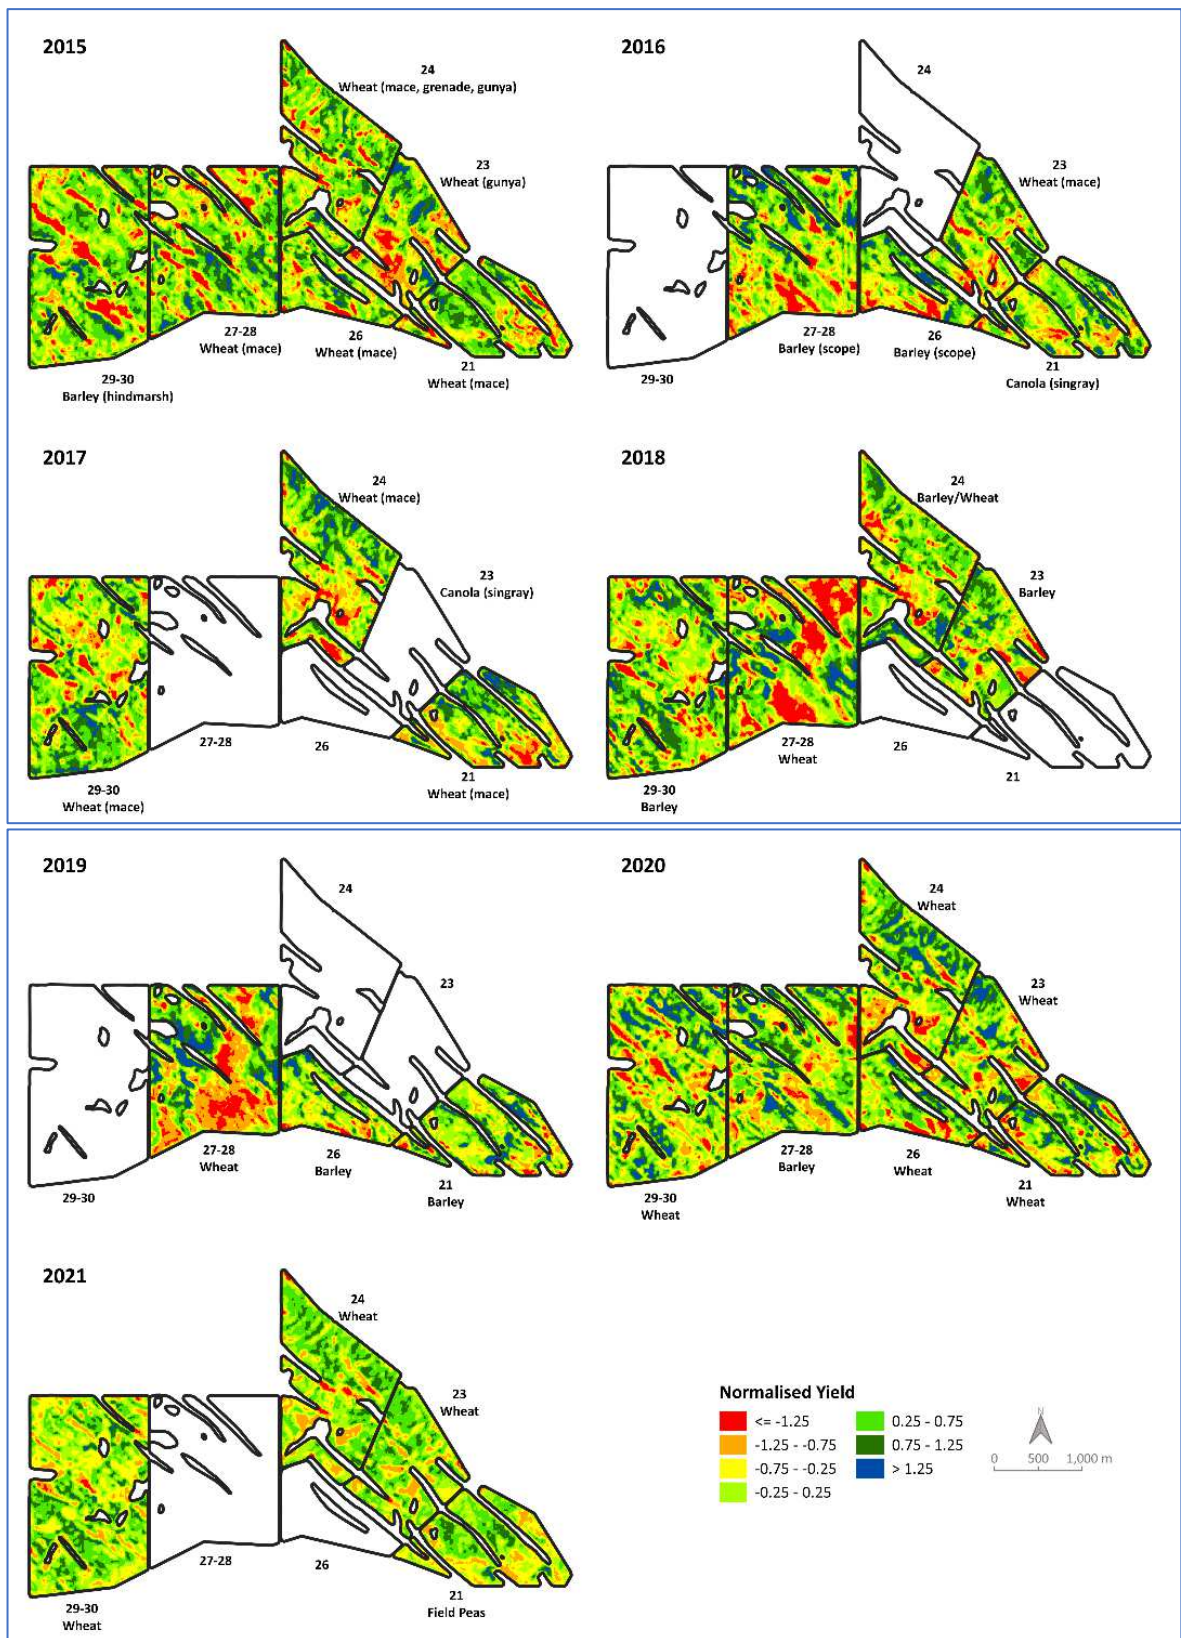 2015
24
Wheat (mace, grenade, gunya)
23
Wheat (gunya)
27-28
Wheat (mace)
26
Wheat (mace)
21
Wheat (mace)
29-30
Barley (hindmarsh)
2016
24
23
Wheat (mace)
27-28
Barley (scope)
26
Barley (scope)
21
Canola (singray)
29-30
2017
24
Wheat (mace)
23
Canola (singray)
27-28
26
21
Wheat (mace)
29-30
Wheat (mace)
2018
24
Barley/Wheat
23
Barley
27-28
Wheat
26
21
29-30
Barley
2019
24
23
27-28
Wheat
26
Barley
21
Barley
29-30
2020
24
Wheat
23
Wheat
27-28
Barley
26
Wheat
21
Wheat
29-30
Wheat
2021
24
Wheat
23
Wheat
27-28
26
21
Field Peas
29-30
Wheat
Normalised Yield
<= -1.25
-1.25 - -0.75
-0.75 - -0.25
-0.25 - 0.25
0.25 - 0.75
0.75 - 1.25
> 1.25
N
0 500 1,000 m